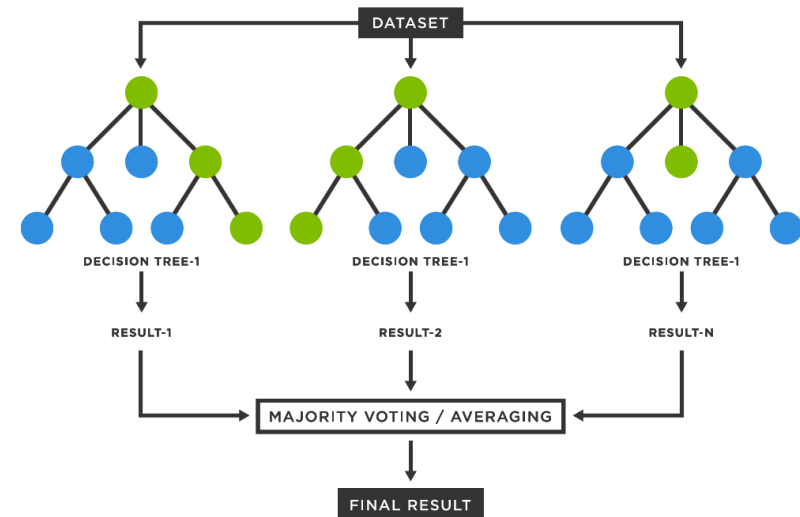 DATASET
DECISION TREE-1
DECISION TREE-1
DECISION TREE-1
RESULT-1
RESULT-2
RESULT-N
MAJORITY VOTING / AVERAGING
FINAL RESULT